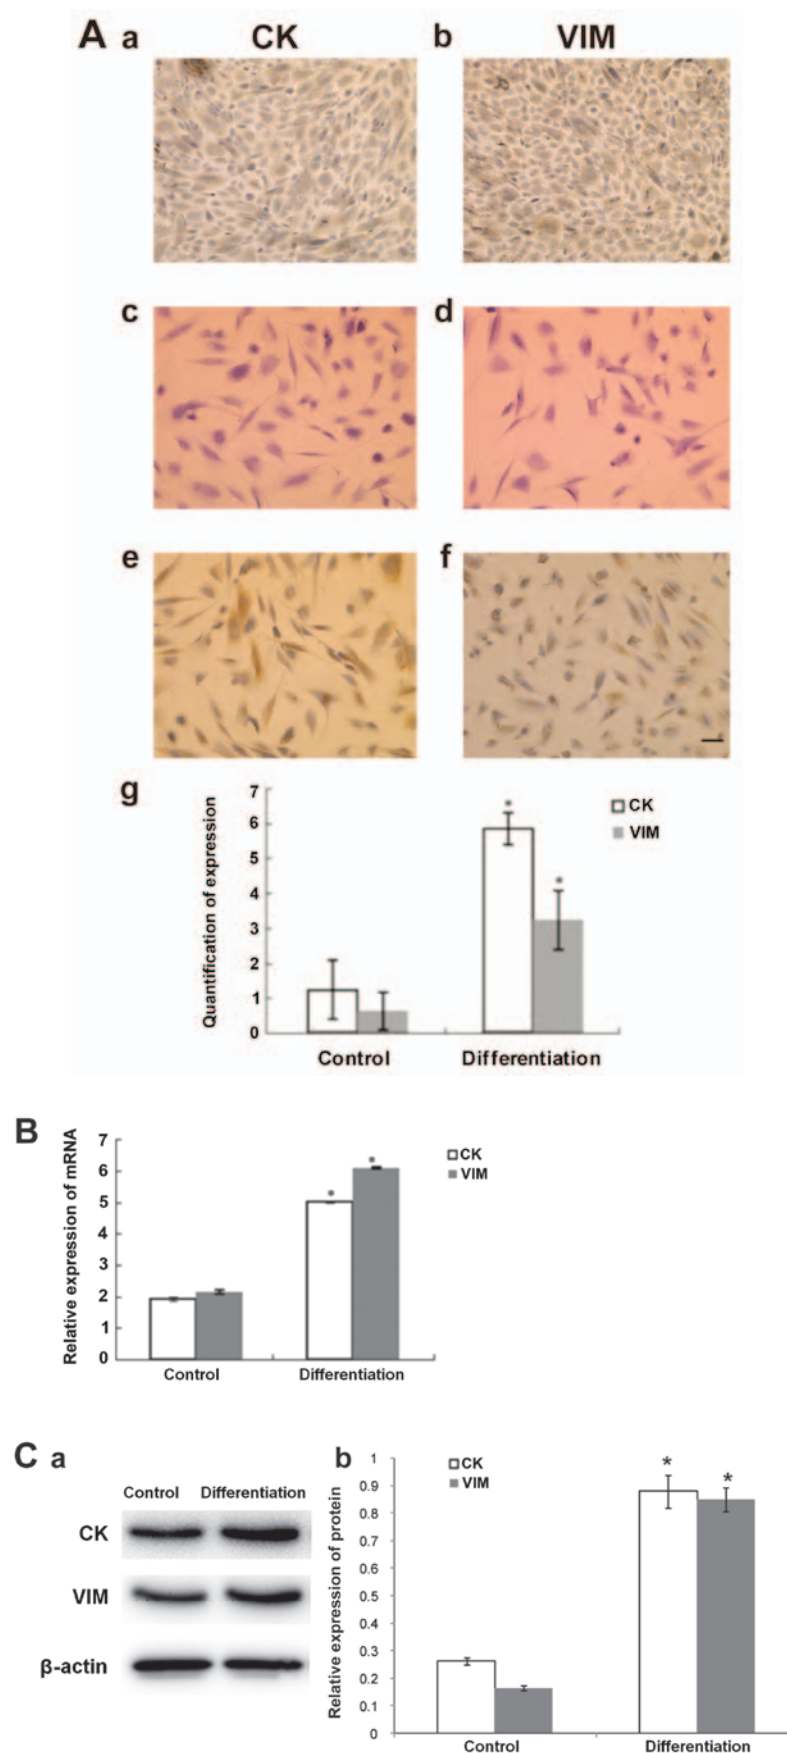 A a CK b VIM
c d
e f
g
Quantification of expression
7
6
5
4
3
2
1
0
* *
CK
VIM
Control Differentiation
B
Relative expression of mRNA
7
6
5
4
3
2
1
0
* *
CK
VIM
Control Differentiation
C a
Control Differentiation
CK
VIM
β-actin
b
Relative expression of protein
1
0.9
0.8
0.7
0.6
0.5
0.4
0.3
0.2
0.1
0
* *
CK
VIM
Control Differentiation